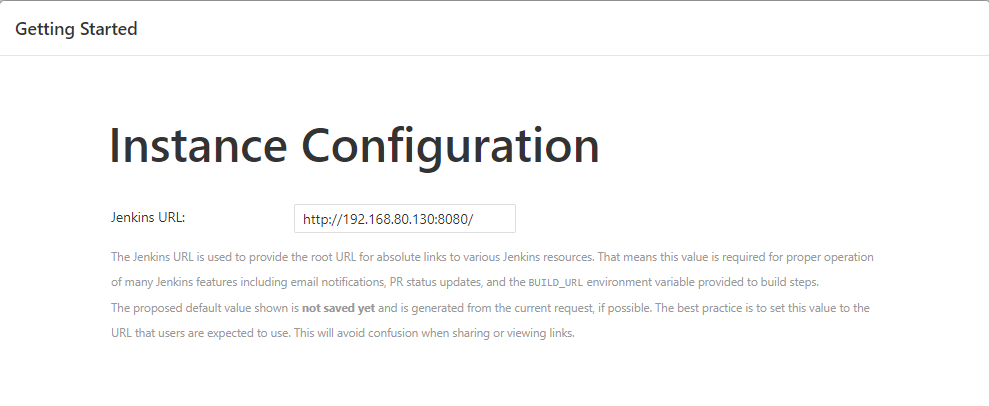 Getting Started
Instance Configuration
Jenkins URL:
http://192.168.80.130:8080/
The Jenkins URL is used to provide the root URL for absolute links to various Jenkins resources. That means this value is required for proper operation
of many Jenkins features including email notifications, PR status updates, and the BUILD_URL environment variable provided to build steps.
The proposed default value shown is not saved yet and is generated from the current request, if possible. The best practice is to set this value to the
URL that users are expected to use. This will avoid confusion when sharing or viewing links.